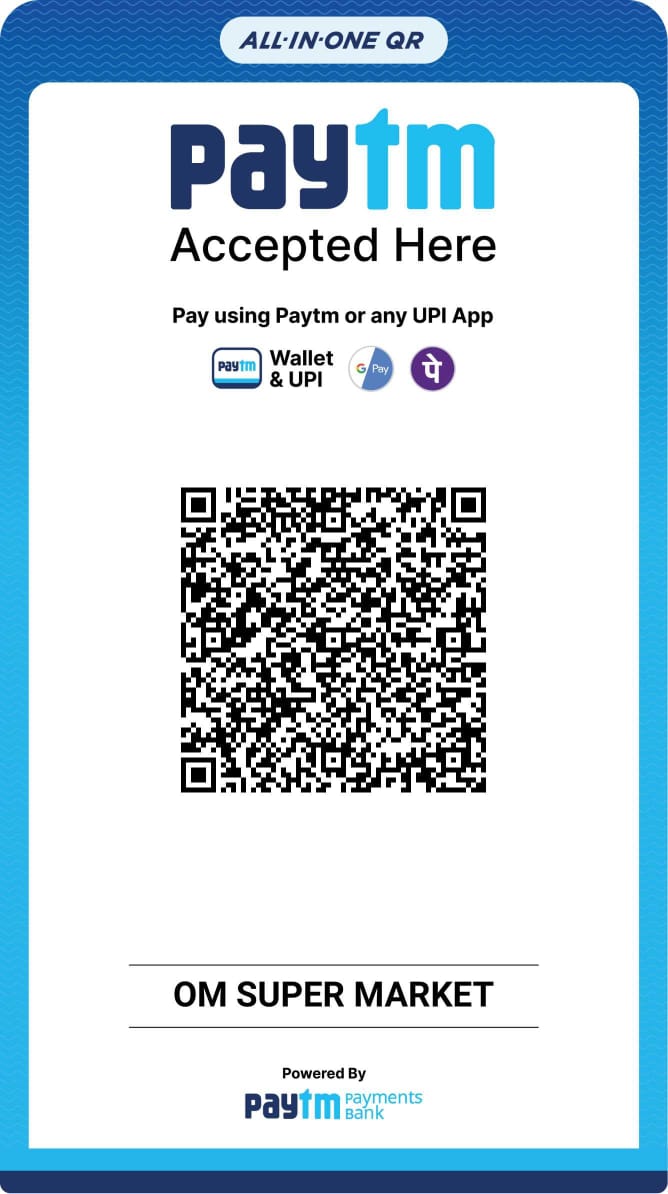 ALL·IN·ONE QR
paytm
Accepted Here
Pay using Paytm or any UPI App
paytm Wallet & UPI G Pay पे
OM SUPER MARKET
Powered By
paytm payments Bank